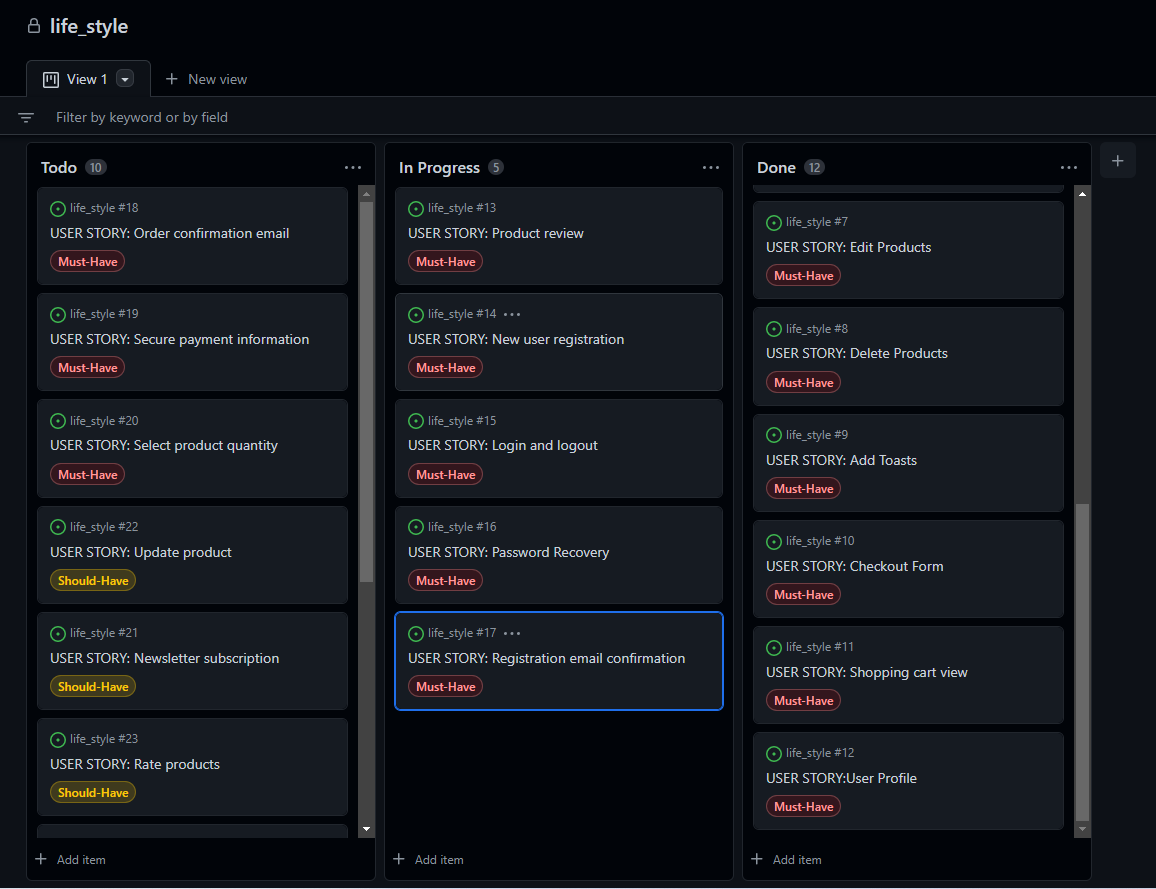 life_style
View 1
New view
Filter by keyword or by field
Todo 10
life_style #18
USER STORY: Order confirmation email
Must-Have
life_style #19
USER STORY: Secure payment information
Must-Have
life_style #20
USER STORY: Select product quantity
Must-Have
life_style #22
USER STORY: Update product
Should-Have
life_style #21
USER STORY: Newsletter subscription
Should-Have
life_style #23
USER STORY: Rate products
Should-Have
Add item
In Progress 5
life_style #13
USER STORY: Product review
Must-Have
life_style #14
USER STORY: New user registration
Must-Have
life_style #15
USER STORY: Login and logout
Must-Have
life_style #16
USER STORY: Password Recovery
Must-Have
life_style #17
USER STORY: Registration email confirmation
Must-Have
Add item
Done 12
life_style #7
USER STORY: Edit Products
Must-Have
life_style #8
USER STORY: Delete Products
Must-Have
life_style #9
USER STORY: Add Toasts
Must-Have
life_style #10
USER STORY: Checkout Form
Must-Have
life_style #11
USER STORY: Shopping cart view
Must-Have
life_style #12
USER STORY:User Profile
Must-Have
Add item